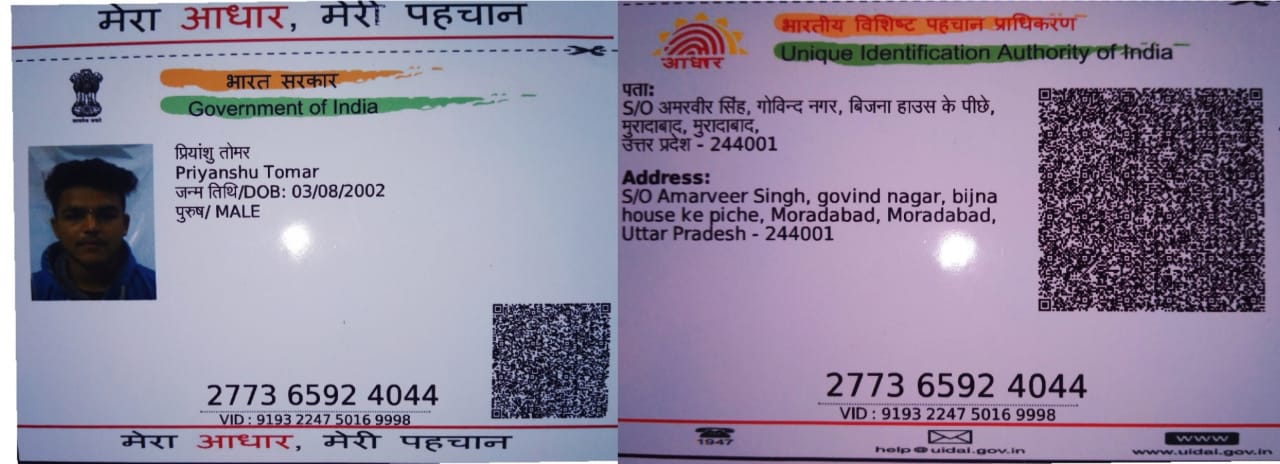 मेरा आधार, मेरी पहचान
भारत सरकार
Government of India
प्रियांशु तोमर
Priyanshu Tomar
जन्म तिथि/DOB: 03/08/2002
पुरुष/ MALE
2773 6592 4044
VID : 9193 2247 5016 9998
मेरा आधार, मेरी पहचान
भारतीय विशिष्ट पहचान प्राधिकरण
Unique Identification Authority of India
आधार
पता:
S/O अमरवीर सिंह, गोविन्द नगर, बिजना हाउस के पीछे,
मुरादाबाद, मुरादाबाद,
उत्तर प्रदेश - 244001
Address:
S/O Amarveer Singh, govind nagar, bijna
house ke piche, Moradabad, Moradabad,
Uttar Pradesh - 244001
2773 6592 4044
VID : 9193 2247 5016 9998
1947
help@uidai.gov.in
www
www.uidai.gov.in